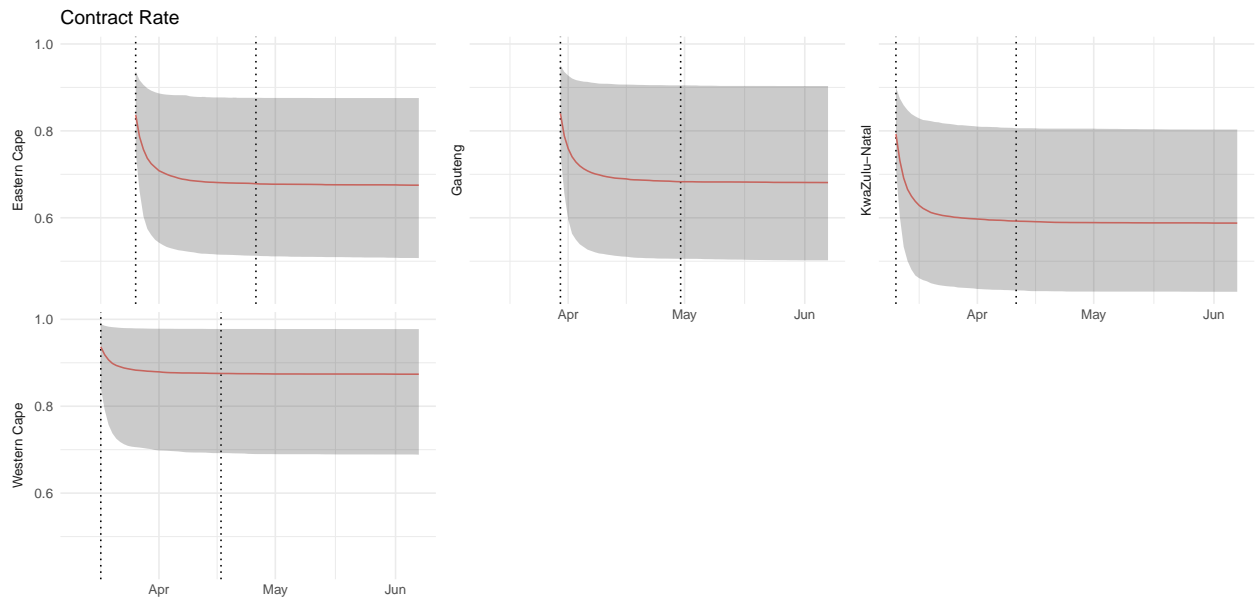 Contract Rate
1.0
0.8
0.6
Eastern Cape
Gauteng
Apr
May
Jun
KwaZulu–Natal
Apr
May
Jun
1.0
0.8
0.6
Western Cape
Apr
May
Jun